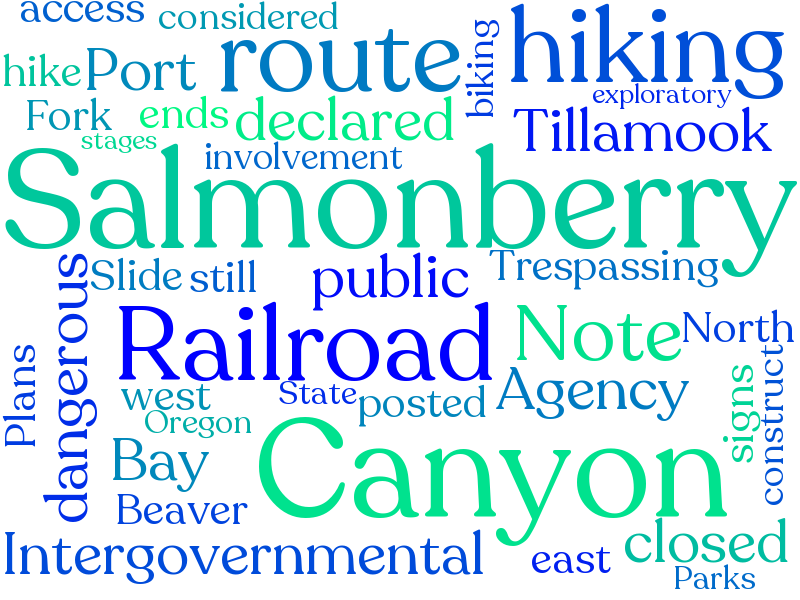 access
considered
hike
Port
route
biking
hiking
exploratory
Fork
ends
declared
Tillamook
stages
involvement
Salmonberry
Slide
still
public
Trespassing
dangerous
Plans
Railroad
Note
North
west
State
posted
Agency
Oregon
signs
construct
Bay
Canyon
Beaver
Intergovernmental
east
closed
Parks